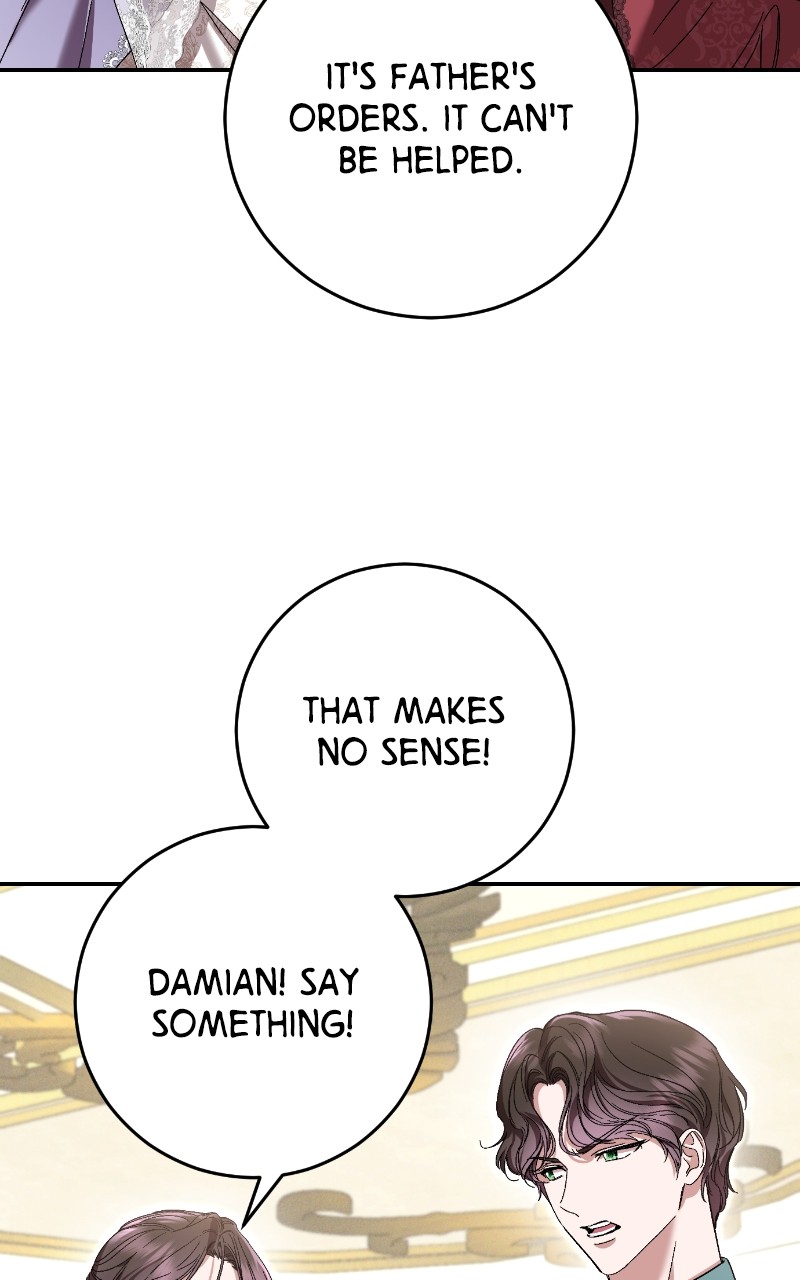 IT'S FATHER'S
ORDERS. IT CAN'T
BE HELPED.
THAT MAKES
NO SENSE!
DAMIAN! SAY
SOMETHING!